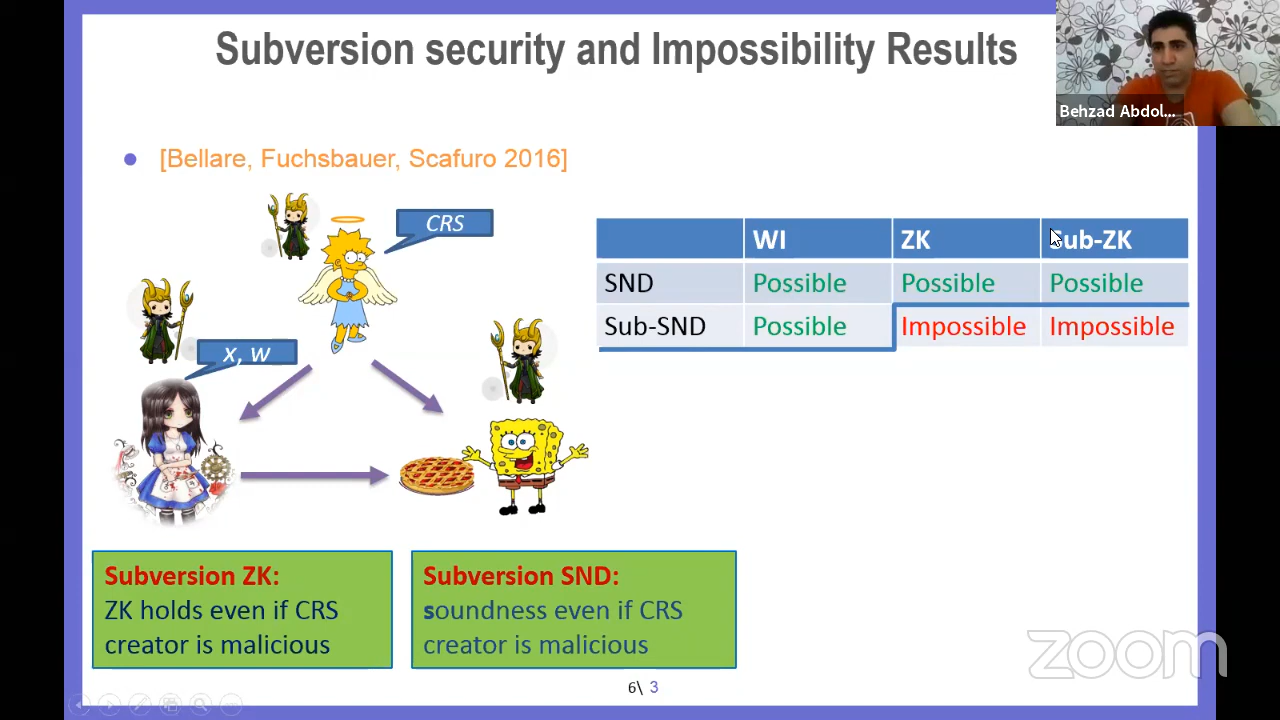 Subversion security and Impossibility Results
Behzad Abdol...
[Bellare, Fuchsbauer, Scafuro 2016]
CRS
x, w
WI ZK Sub-ZK
SND Possible Possible Possible
Sub-SND Possible Impossible Impossible
Subversion ZK:
ZK holds even if CRS
creator is malicious
Subversion SND:
soundness even if CRS
creator is malicious
zoom
6\ 3